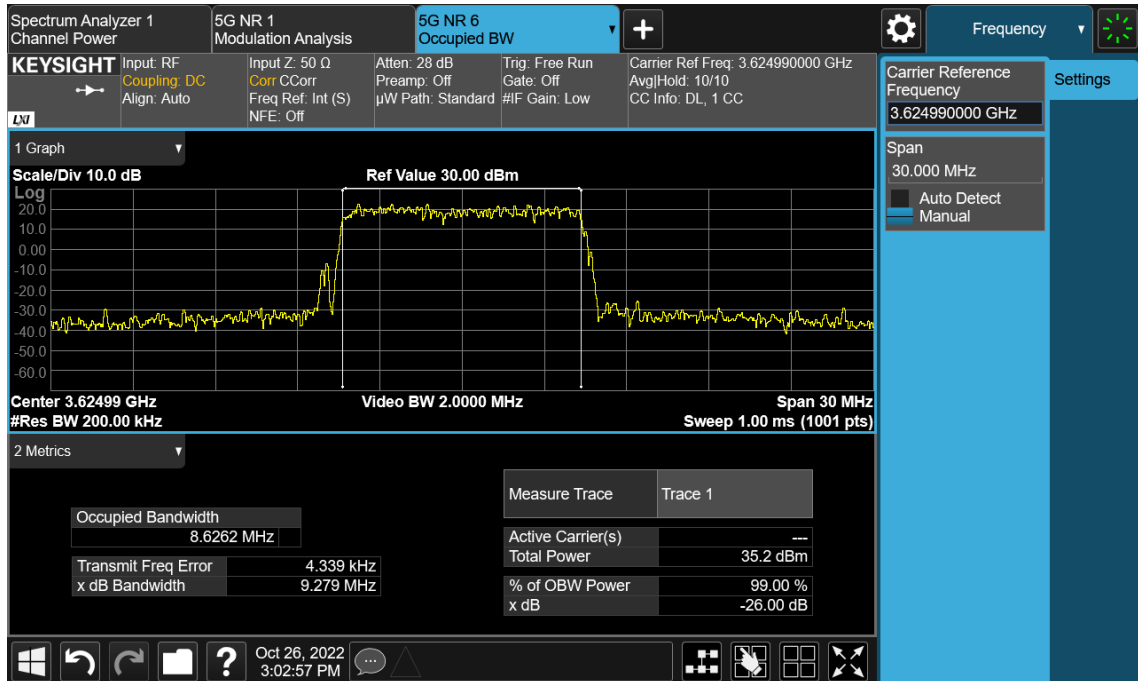 Spectrum Analyzer 1
Channel Power
5G NR 1
Modulation Analysis
5G NR 6
Occupied BW
Frequency
KEYSIGHT
LXI
Input: RF
Coupling: DC
Align: Auto
Input Z: 50 Ω
Corr CCorr
Freq Ref: Int (S)
NFE: Off
Atten: 28 dB
Preamp: Off
µW Path: Standard
Trig: Free Run
Gate: Off
#IF Gain: Low
Carrier Ref Freq: 3.624990000 GHz
Avg|Hold: 10/10
CC Info: DL, 1 CC
Carrier Reference
Frequency
3.624990000 GHz
Settings
Span
30.000 MHz
Auto Detect
Manual
1 Graph
Scale/Div 10.0 dB
Ref Value 30.00 dBm
Log
20.0
10.0
0.00
-10.0
-20.0
-30.0
-40.0
-50.0
-60.0
Center 3.62499 GHz
Video BW 2.0000 MHz
Span 30 MHz
#Res BW 200.00 kHz
Sweep 1.00 ms (1001 pts)
2 Metrics
Measure Trace
Trace 1
Occupied Bandwidth
8.6262 MHz
Active Carrier(s)
---
Total Power
35.2 dBm
Transmit Freq Error
4.339 kHz
x dB Bandwidth
9.279 MHz
% of OBW Power
99.00 %
x dB
-26.00 dB
?
Oct 26, 2022
3:02:57 PM